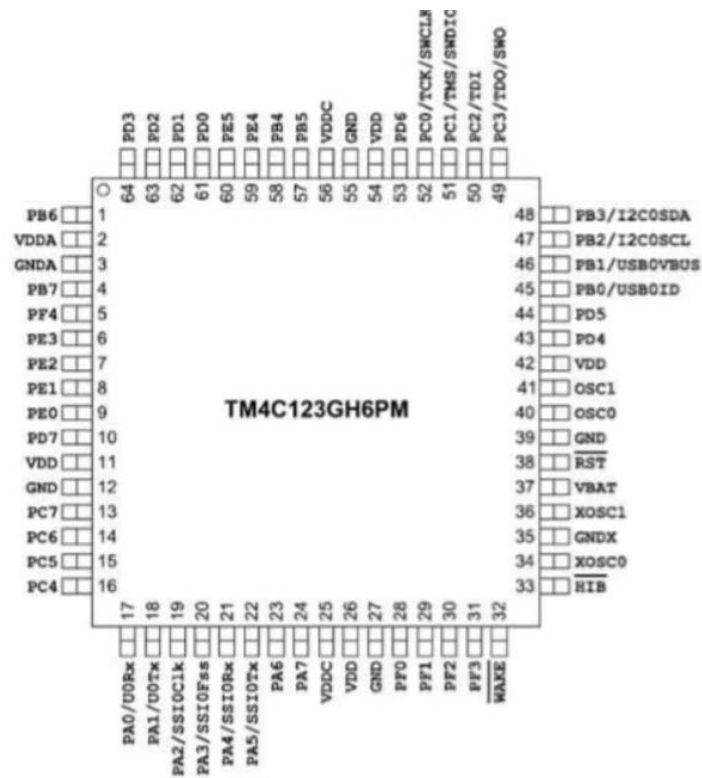 PD3
PD2
PD1
PD0
PE5
PE4
PB4
PB5
VDDC
GND
VDD
PD6
PC0/TCK/SWCLK
PC1/TMS/SWDIO
PC2/TDI
PC3/TDO/SWO
64
63
62
61
60
59
58
57
56
55
54
53
52
51
50
49
PB6 1
VDDA 2
GNDA 3
PB7 4
PF4 5
PE3 6
PE2 7
PE1 8
PE0 9
PD7 10
VDD 11
GND 12
PC7 13
PC6 14
PC5 15
PC4 16
TM4C123GH6PM
48 PB3/I2C0SDA
47 PB2/I2C0SCL
46 PB1/USB0VBUS
45 PB0/USB0ID
44 PD5
43 PD4
42 VDD
41 OSC1
40 OSC0
39 GND
38 RST
37 VBAT
36 XOSC1
35 GNDX
34 XOSC0
33 HIB
17
18
19
20
21
22
23
24
25
26
27
28
29
30
31
32
PA0/U0Rx
PA1/U0Tx
PA2/SSI0Clk
PA3/SSI0Fss
PA4/SSI0Rx
PA5/SSI0Tx
PA6
PA7
VDDC
VDD
GND
PF0
PF1
PF2
PF3
WAKE